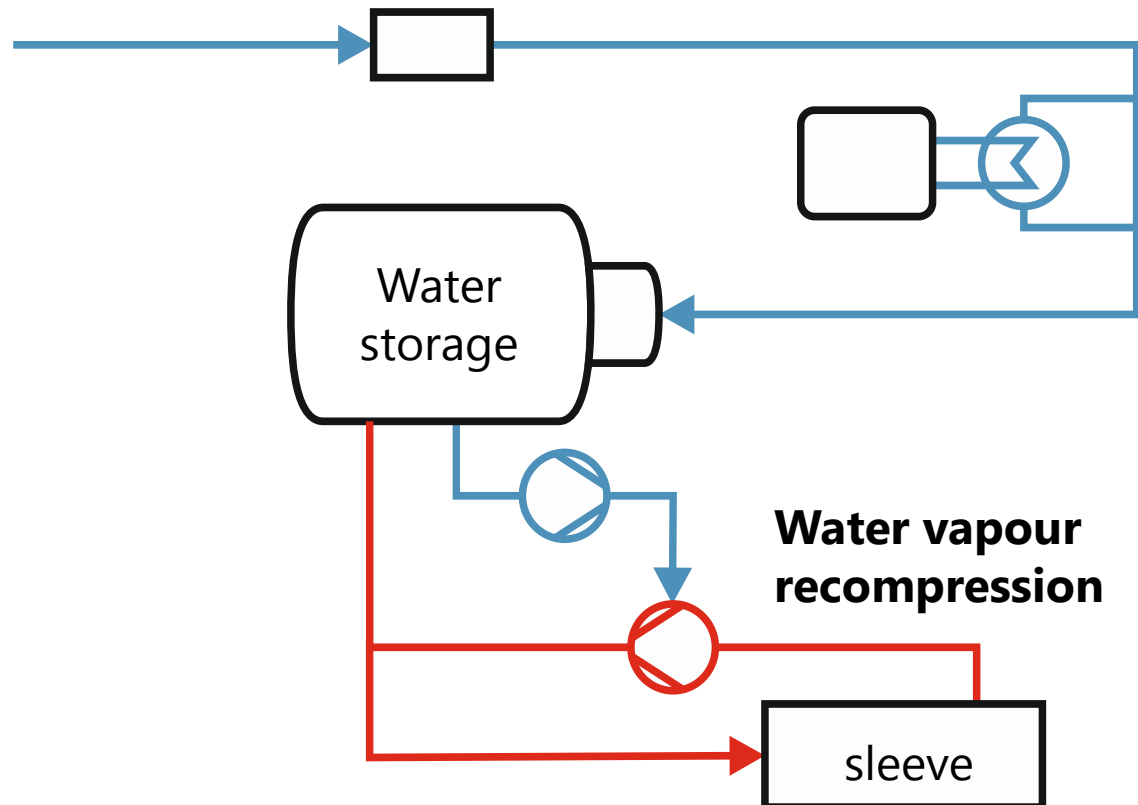 Water
storage
Water vapour
recompression
sleeve